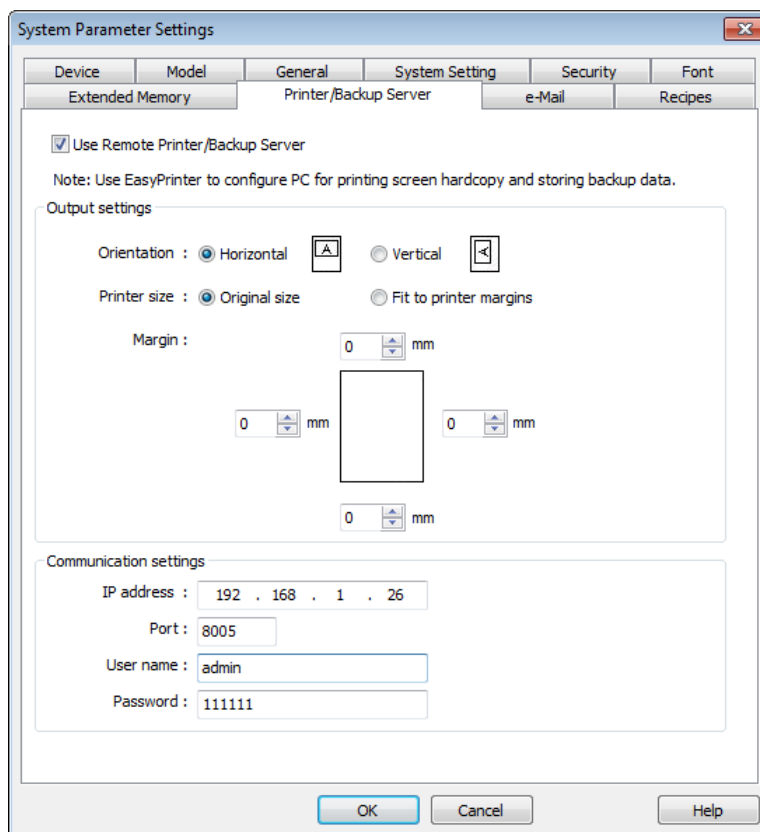 System Parameter Settings
Device Model General System Setting Security Font
Extended Memory Printer/Backup Server e-Mail Recipes
Use Remote Printer/Backup Server
Note: Use EasyPrinter to configure PC for printing screen hardcopy and storing backup data.
Output settings
Orientation : Horizontal A Vertical A
Printer size : Original size Fit to printer margins
Margin : 0 mm
0 mm 0 mm
0 mm
Communication settings
IP address : 192 . 168 . 1 . 26
Port : 8005
User name : admin
Password : 111111
OK Cancel Help